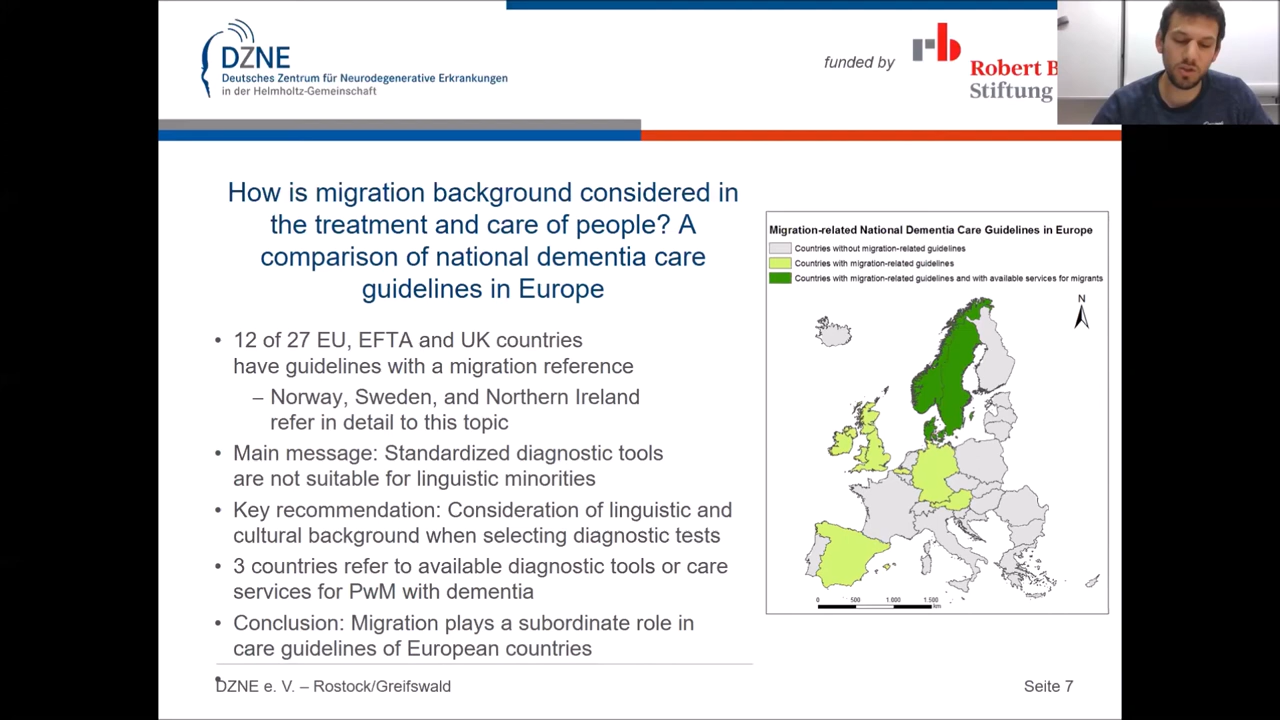 DZNE
Deutsches Zentrum für Neurodegenerative Erkrankungen
in der Helmholtz-Gemeinschaft
funded by
rb
Robert B
Stiftung
How is migration background considered in
the treatment and care of people? A
comparison of national dementia care
guidelines in Europe
• 12 of 27 EU, EFTA and UK countries
have guidelines with a migration reference
– Norway, Sweden, and Northern Ireland
refer in detail to this topic
• Main message: Standardized diagnostic tools
are not suitable for linguistic minorities
• Key recommendation: Consideration of linguistic and
cultural background when selecting diagnostic tests
• 3 countries refer to available diagnostic tools or care
services for PwM with dementia
• Conclusion: Migration plays a subordinate role in
care guidelines of European countries
•
Migration-related National Dementia Care Guidelines in Europe
Countries without migration-related guidelines
Countries with migration-related guidelines
Countries with migration-related guidelines and with available services for migrants
N
0 500 1.000 1.500
km
DZNE e. V. – Rostock/Greifswald
Seite 7